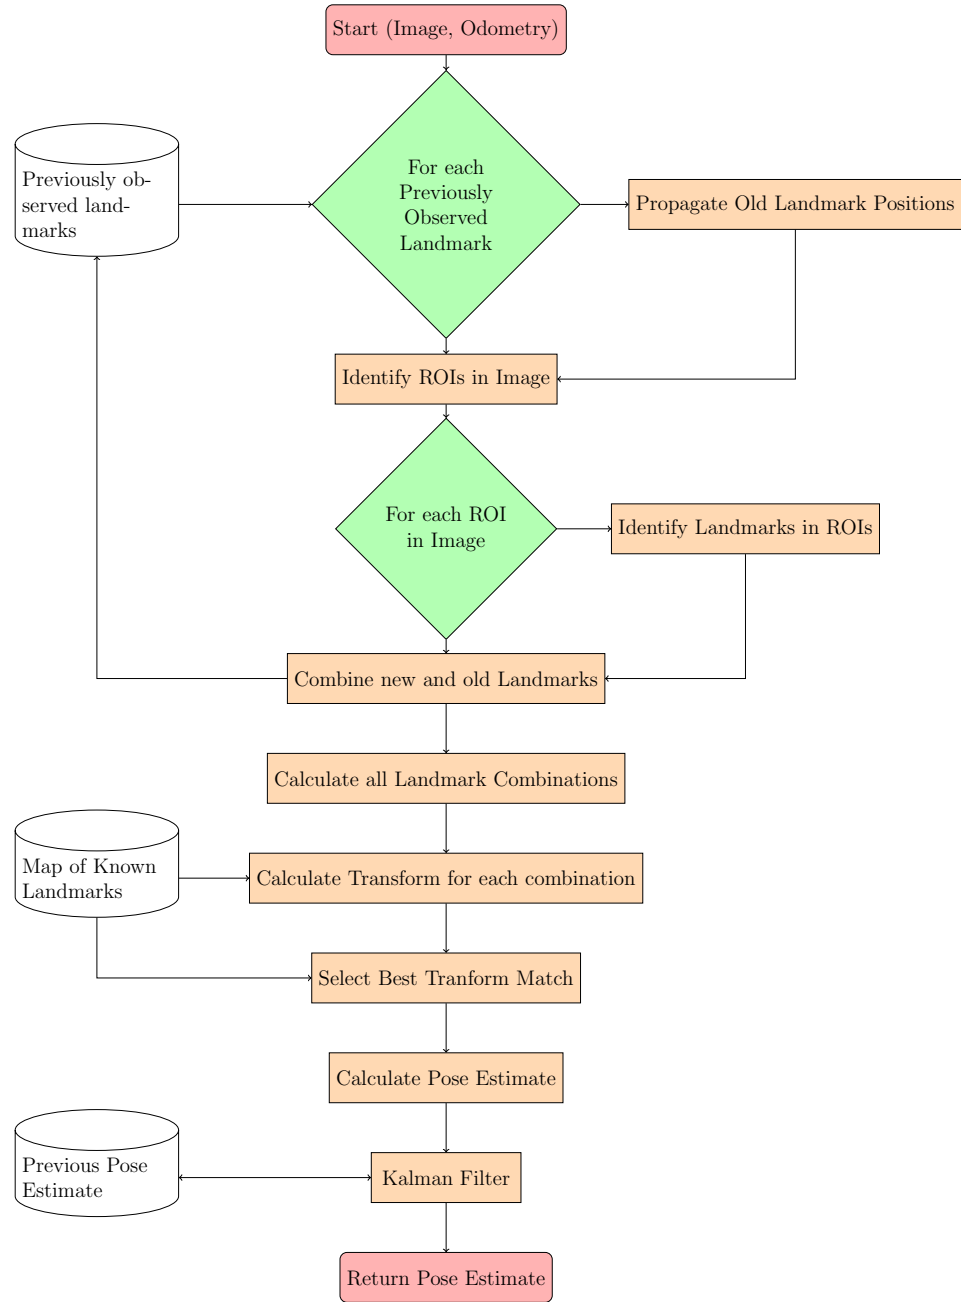 Start (Image, Odometry)
For each
Previously
Observed
Landmark
Previously ob-
served land-
marks
Propagate Old Landmark Positions
Identify ROIs in Image
For each ROI
in Image
Identify Landmarks in ROIs
Combine new and old Landmarks
Calculate all Landmark Combinations
Map of Known
Landmarks
Calculate Transform for each combination
Select Best Tranform Match
Calculate Pose Estimate
Previous Pose
Estimate
Kalman Filter
Return Pose Estimate